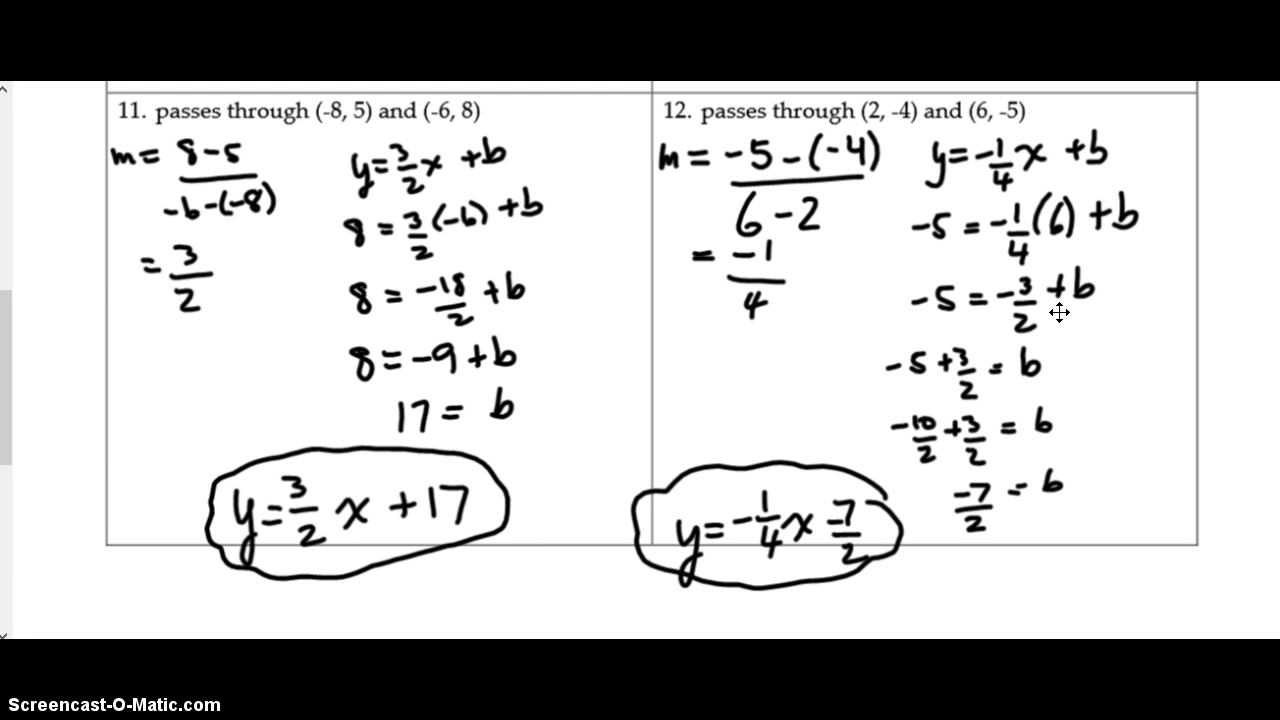 11. passes through (-8, 5) and (-6, 8)
m = 8 - 5 / -6 - (-8)
= 3/2
y = 3/2 x + b
8 = 3/2 (-6) + b
8 = -18/2 + b
8 = -9 + b
17 = b
y = 3/2 x + 17
12. passes through (2, -4) and (6, -5)
m = -5 - (-4) / 6 - 2
= -1/4
y = -1/4 x + b
-5 = -1/4 (6) + b
-5 = -3/2 + b
-5 + 3/2 = b
-10/2 + 3/2 = b
-7/2 = b
y = -1/4 x - 7/2
Screencast-O-Matic.com